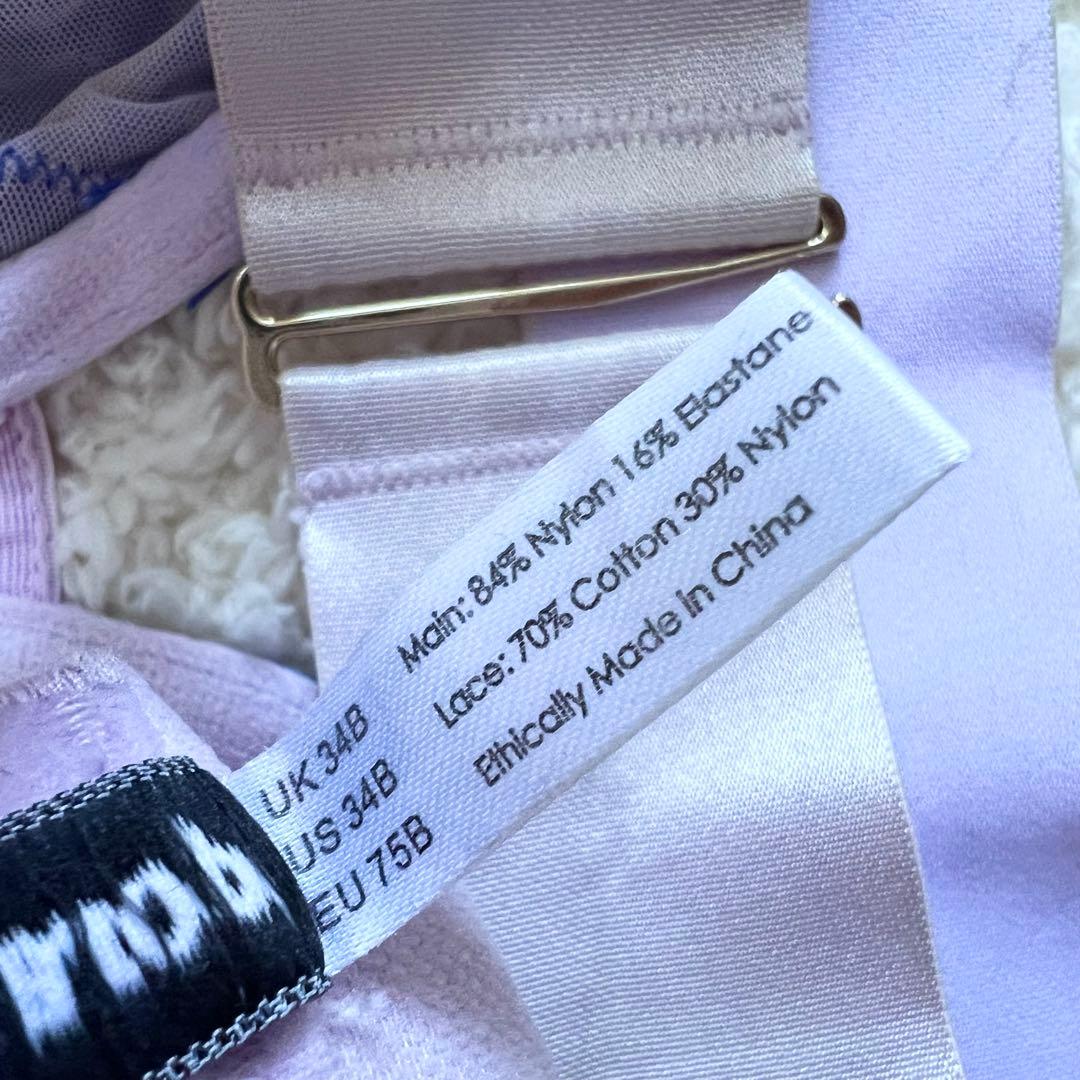 Main: 84% Nylon 16% Elastane
Lace: 70% Cotton 30% Nylon
Ethically Made in China
UK 34B
US 34B
EU 75B